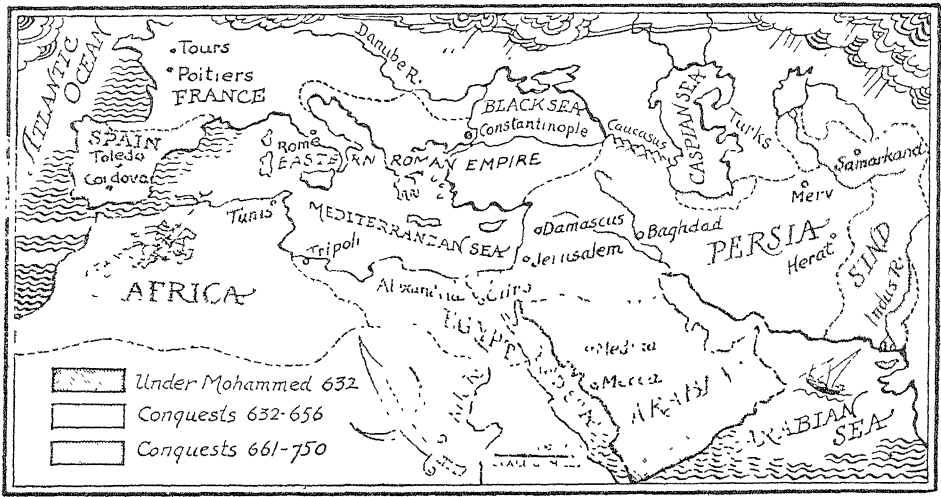 ATLANTIC
OCEAN
Tours
Poitiers
FRANCE
Danube R.
SPAIN
Toledo
Cordova
Rome
EASTERN ROMAN EMPIRE
BLACK SEA
Constantinople
Caucasus
CASPIAN SEA
Turks
Samarkand
Merv
Tunis
MEDITERRANEAN SEA
Tripoli
Damascus
Jerusalem
Baghdad
PERSIA
Herat
SIND
Indus R.
AFRICA
Alexandria
Cairo
EGYPT
Medina
Mecca
ARABIA
ARABIAN
SEA
Under Mohammed 632
Conquests 632-656
Conquests 661-750